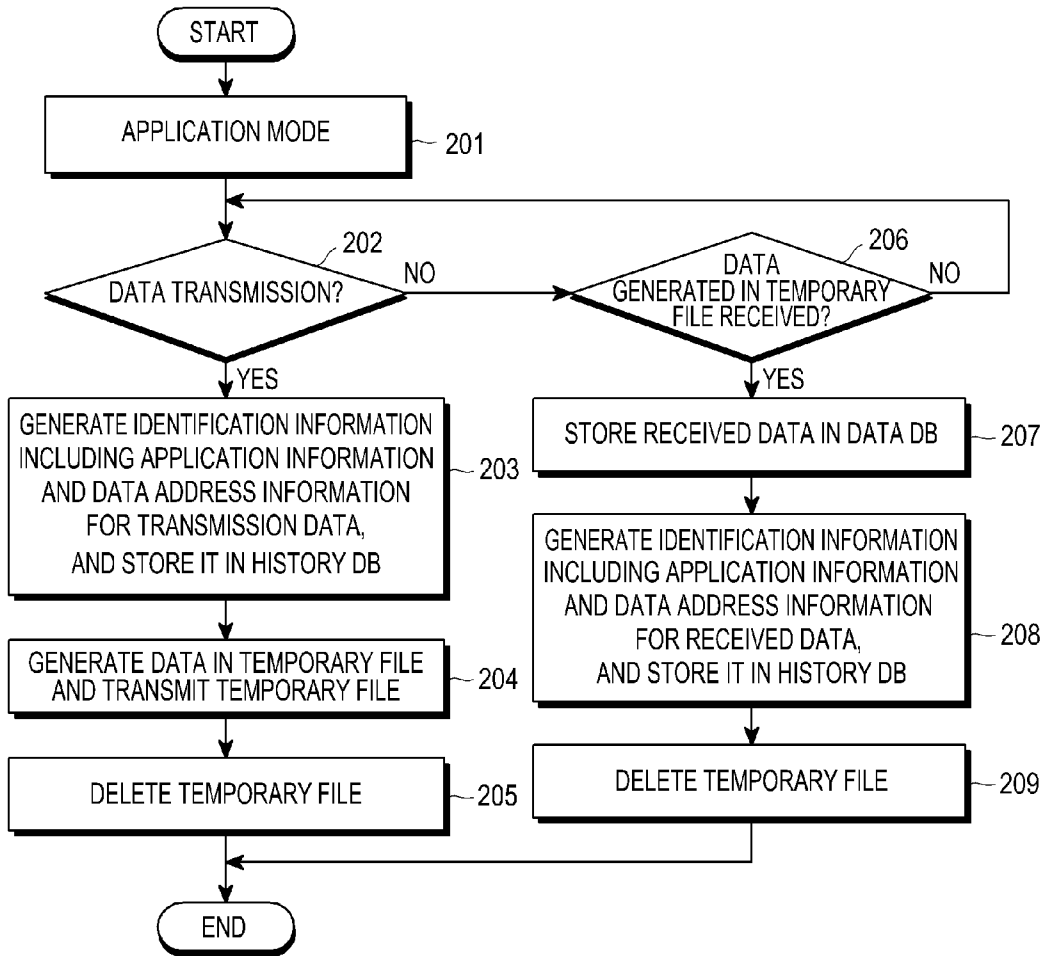 START
APPLICATION MODE
201
202
DATA TRANSMISSION?
NO
206
DATA
GENERATED IN TEMPORARY
FILE RECEIVED?
NO
YES
GENERATE IDENTIFICATION INFORMATION
INCLUDING APPLICATION INFORMATION
AND DATA ADDRESS INFORMATION
FOR TRANSMISSION DATA,
AND STORE IT IN HISTORY DB
203
GENERATE DATA IN TEMPORARY FILE
AND TRANSMIT TEMPORARY FILE
204
DELETE TEMPORARY FILE
205
YES
STORE RECEIVED DATA IN DATA DB
207
GENERATE IDENTIFICATION INFORMATION
INCLUDING APPLICATION INFORMATION
AND DATA ADDRESS INFORMATION
FOR RECEIVED DATA,
AND STORE IT IN HISTORY DB
208
DELETE TEMPORARY FILE
209
END